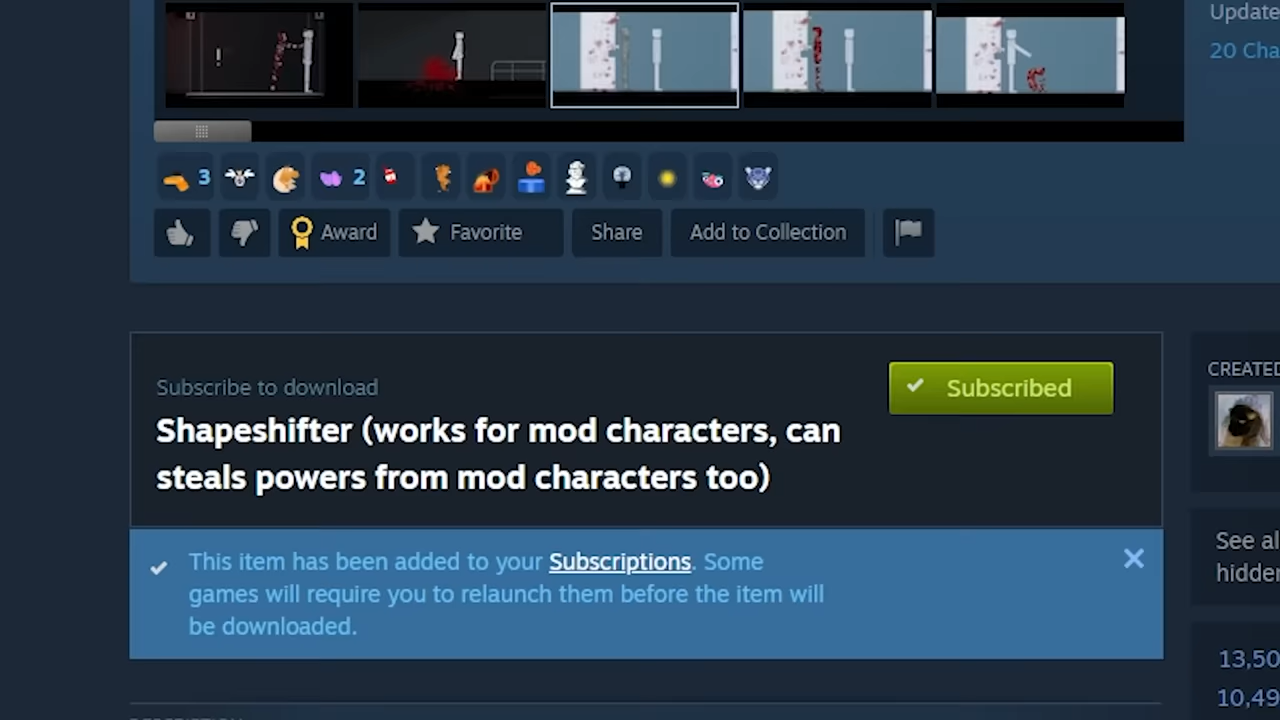 Update
20 Cha
3
2
Award
Favorite
Share
Add to Collection
Subscribe to download
Subscribed
Shapeshifter (works for mod characters, can
steals powers from mod characters too)
CREATED
This item has been added to your Subscriptions. Some
games will require you to relaunch them before the item will
be downloaded.
See al
hidden
13,50
10,49